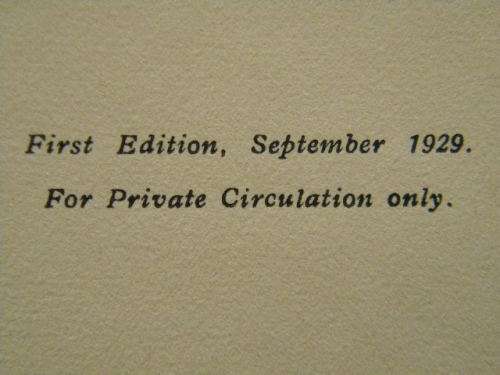 First Edition, September 1929.
For Private Circulation only.